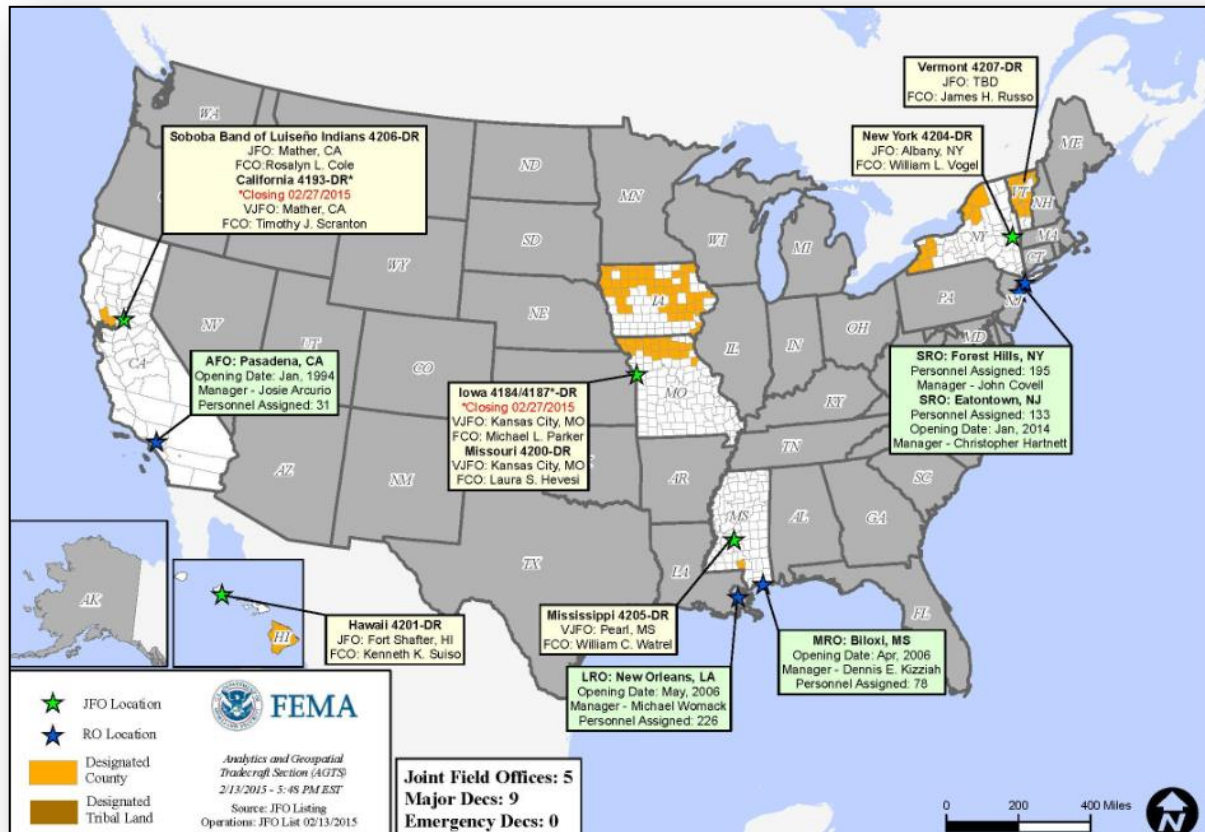 Vermont 4207-DR
JFO: TBD
FCO: James H. Russo
New York 4204-DR
JFO: Albany, NY
FCO: William L. Vogel
Soboba Band of Luiseño Indians 4206-DR
JFO: Mather, CA
FCO:Rosalyn L. Cole
California 4193-DR*
*Closing 02/27/2015
VJFO: Mather, CA
FCO: Timothy J. Scranton
WA
ND
MN
ME
VT
NH
SD
WI
MI
NY
MA
CT
WY
IA
NE
PA
NJ
NV
UT
CO
CA
IL
IN
OH
MD
AFO: Pasadena, CA
Opening Date: Jan, 1994
Manager - Josie Arcurio
Personnel Assigned: 31
Iowa 4184/4187*-DR
*Closing 02/27/2015
VJFO: Kansas City, MO
FCO: Michael L. Parker
Missouri 4200-DR
VJFO: Kansas City, MO
FCO: Laura S. Hevesi
MO
KY
SRO: Forest Hills, NY
Personnel Assigned: 195
Manager - John Covell
SRO: Eatontown, NJ
Personnel Assigned: 133
Opening Date: Jan, 2014
Manager - Christopher Hartnett
AZ
NM
TN
AR
SC
MS
AL
GA
TX
LA
FL
AK
HI
Hawaii 4201-DR
JFO: Fort Shafter, HI
FCO: Kenneth K. Suiso
Mississippi 4205-DR
VJFO: Pearl, MS
FCO: William C. Watrel
LRO: New Orleans, LA
Opening Date: May, 2006
Manager - Michael Womack
Personnel Assigned: 226
MRO: Biloxi, MS
Opening Date: Apr, 2006
Manager - Dennis E. Kizziah
Personnel Assigned: 78
JFO Location
RO Location
Designated
County
Designated
Tribal Land
FEMA
Analytics and Geospatial
Tradecraft Section (AGTS)
2/13/2015 - 5:48 PM EST
Source: JFO Listing
Operations: JFO List 02/13/2015
Joint Field Offices: 5
Major Decs: 9
Emergency Decs: 0
0 200 400 Miles
N